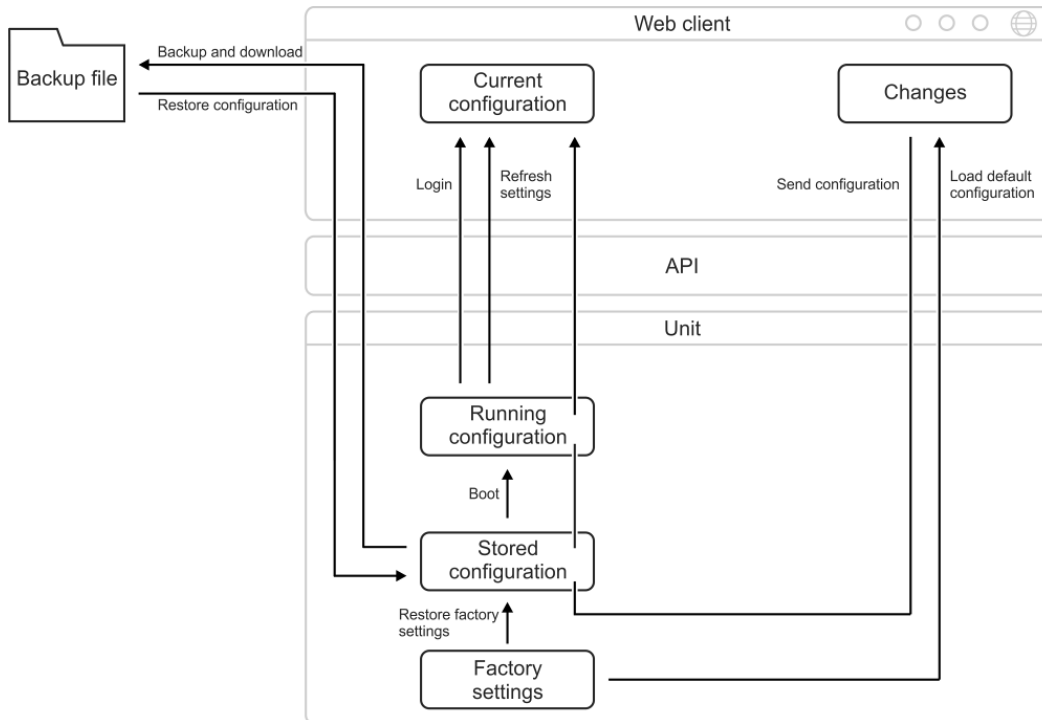 Web client
Backup and download
Backup file
Restore configuration
Current
configuration
Changes
Login
Refresh
settings
Send configuration
Load default
configuration
API
Unit
Running
configuration
Boot
Stored
configuration
Restore factory
settings
Factory
settings